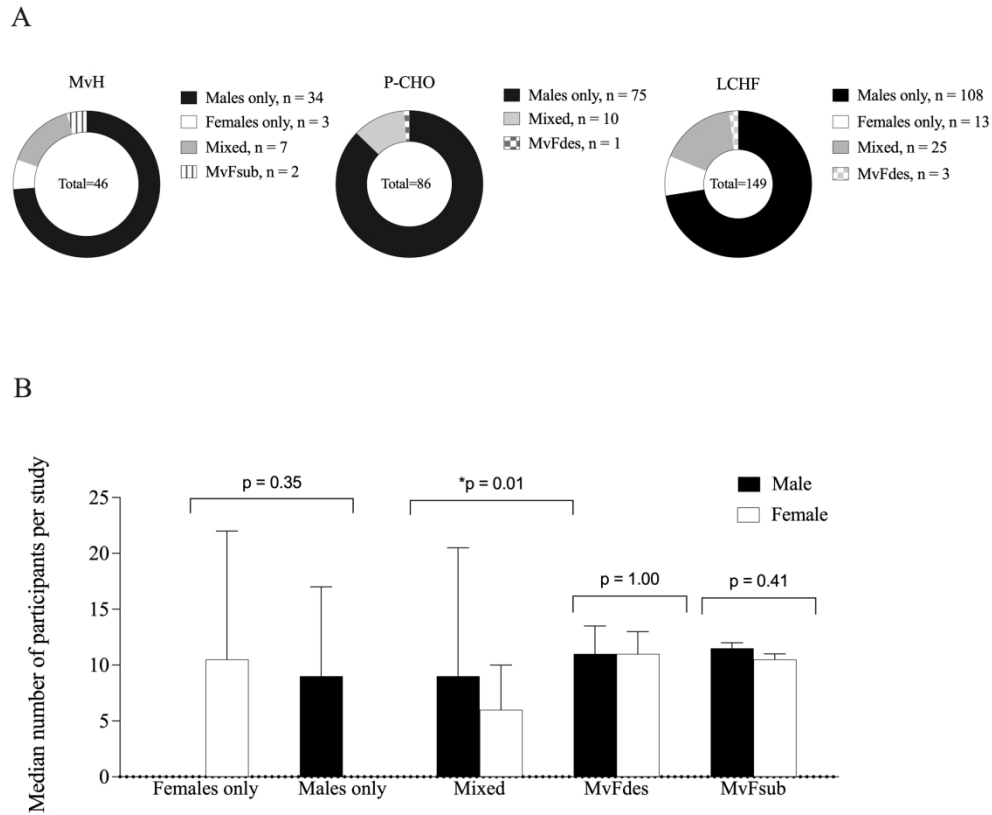 A
MvH
Males only, n = 34
Females only, n = 3
Mixed, n = 7
MvFsub, n = 2
Total=46
P-CHO
Males only, n = 75
Mixed, n = 10
MvFdes, n = 1
Total=86
LCHF
Males only, n = 108
Females only, n = 13
Mixed, n = 25
MvFdes, n = 3
Total=149
B
Median number of participants per study
25
20
15
10
5
0
p = 0.35
*p = 0.01
p = 1.00
p = 0.41
Male
Female
Females only
Males only
Mixed
MvFdes
MvFsub